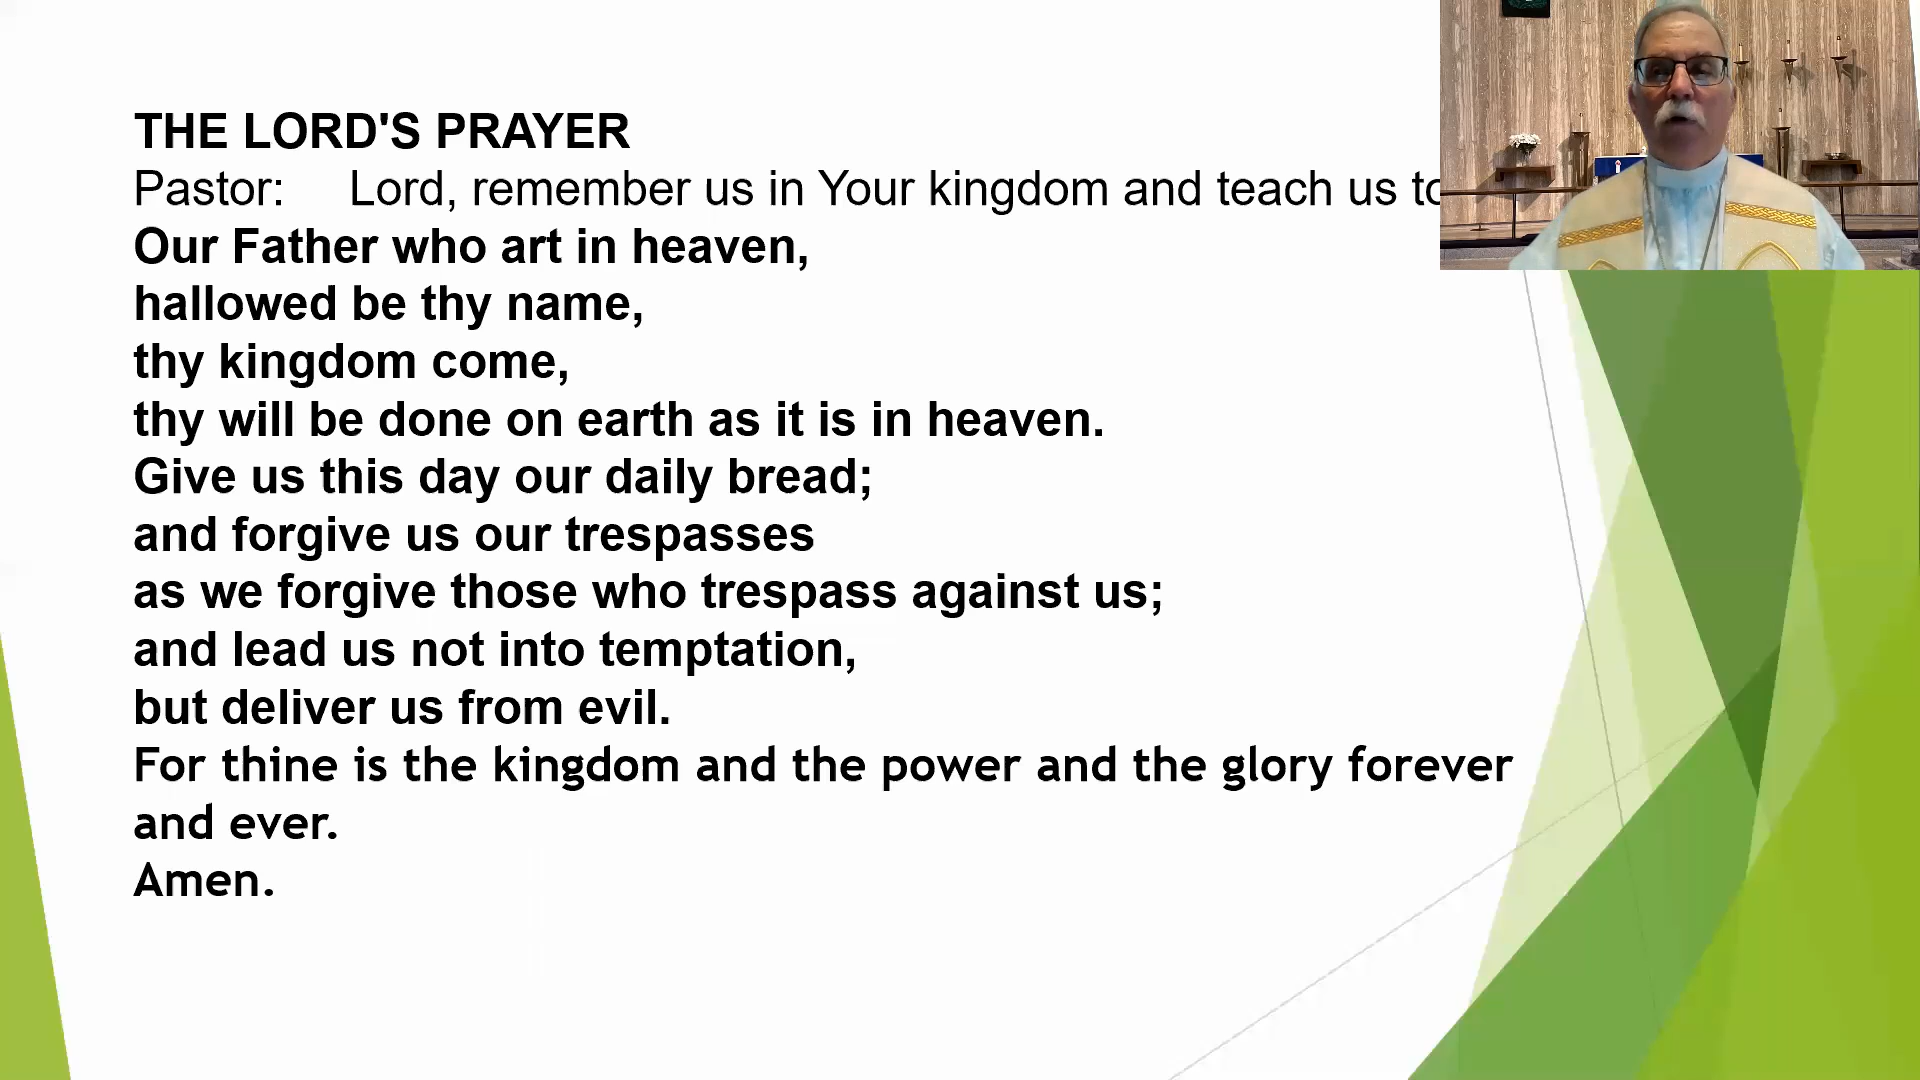 THE LORD'S PRAYER
Pastor: Lord, remember us in Your kingdom and teach us to
Our Father who art in heaven,
hallowed be thy name,
thy kingdom come,
thy will be done on earth as it is in heaven.
Give us this day our daily bread;
and forgive us our trespasses
as we forgive those who trespass against us;
and lead us not into temptation,
but deliver us from evil.
For thine is the kingdom and the power and the glory forever
and ever.
Amen.